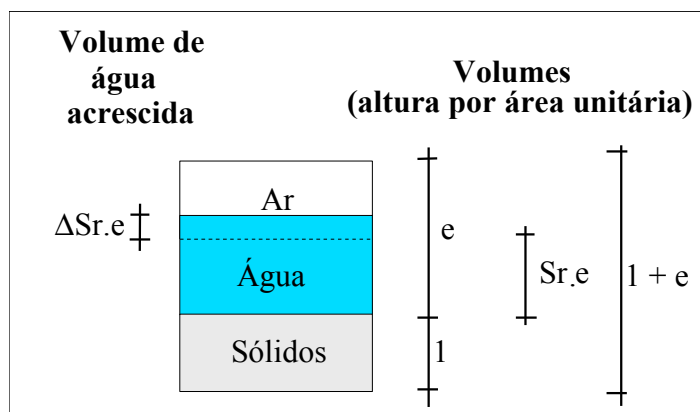 Volume de
água
acrescida
Volumes
(altura por área unitária)
Ar
ΔSr.e
e
Água
Sr.e
1 + e
Sólidos
1